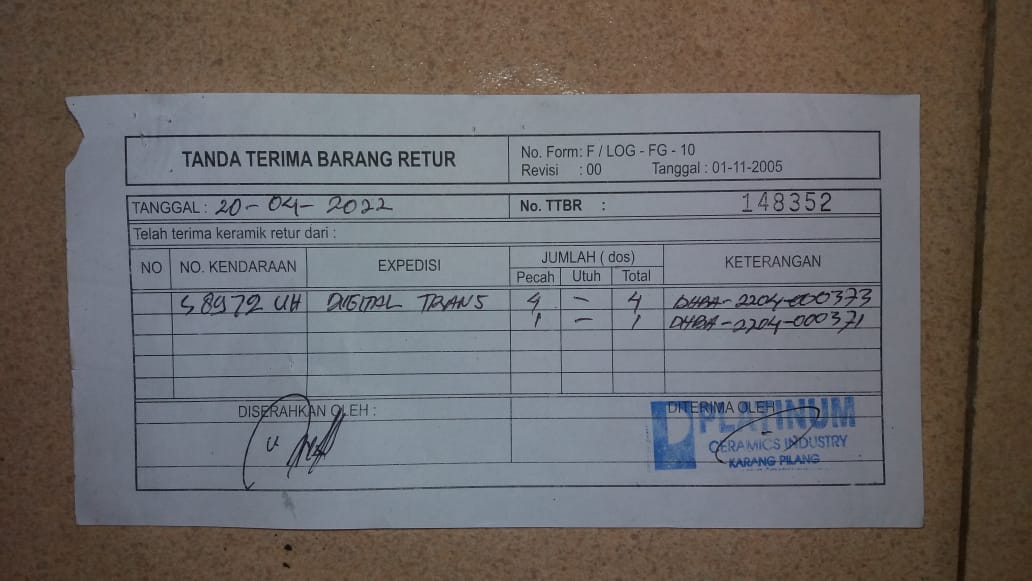 TANDA TERIMA BARANG RETUR
No. Form: F / LOG - FG - 10
Revisi : 00 Tanggal : 01-11-2005
TANGGAL : 20-04-2022
No. TTBR : 148352
Telah terima keramik retur dari :
NO NO. KENDARAAN EXPEDISI JUMLAH ( dos ) KETERANGAN
Pecah Utuh Total
S 8972 UH DIGITAL TRANS 4 - 4 DHBA-2204-000373
1 - 1 DHBA-2204-000371
DISERAHKAN OLEH : DITERIMA OLEH
PLATINUM
CERAMICS INDUSTRY
KARANG PILANG